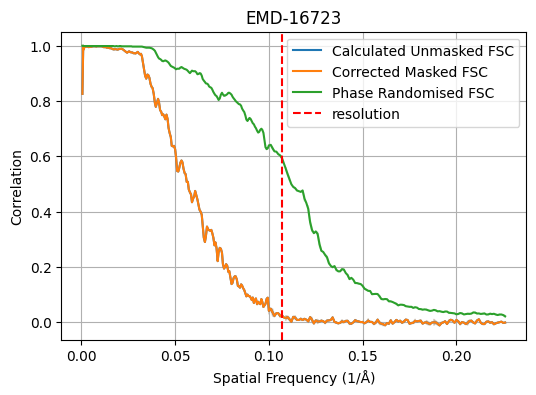 EMD-16723
Calculated Unmasked FSC
Corrected Masked FSC
Phase Randomised FSC
resolution
Correlation
1.0
0.8
0.6
0.4
0.2
0.0
0.00 0.05 0.10 0.15 0.20
Spatial Frequency (1/Å)